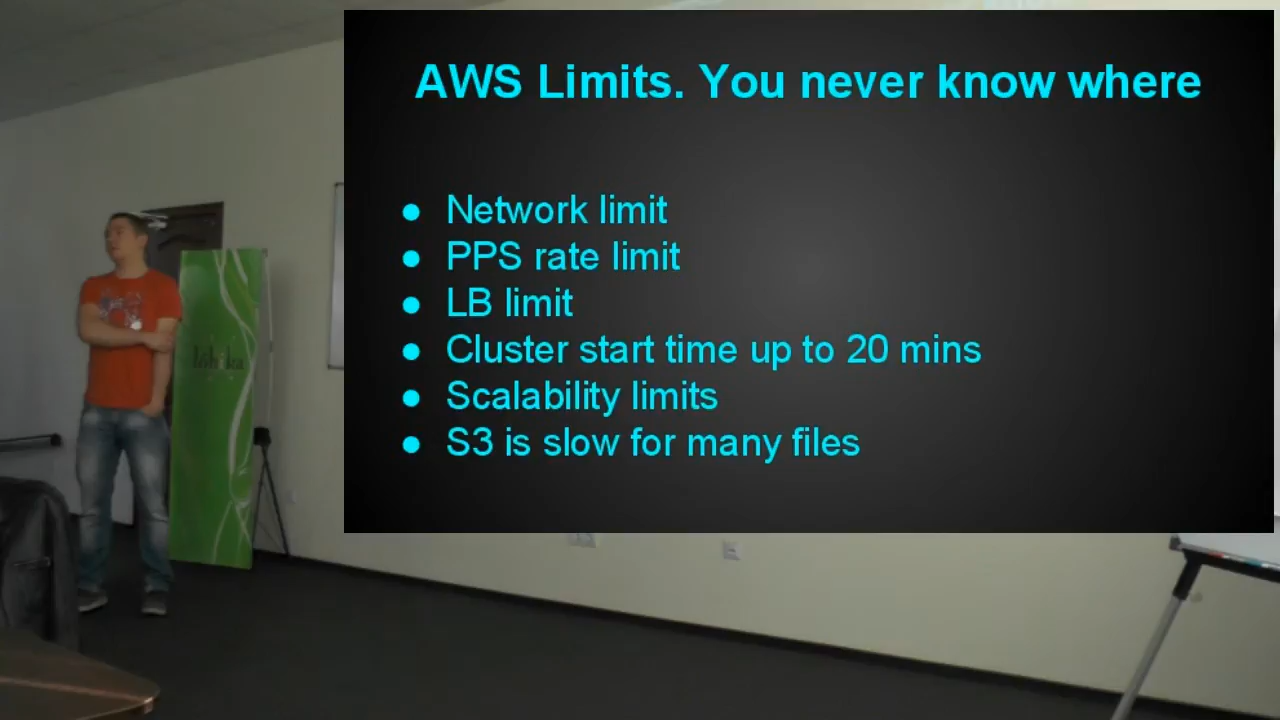 AWS Limits. You never know where
● Network limit
● PPS rate limit
● LB limit
● Cluster start time up to 20 mins
● Scalability limits
● S3 is slow for many files
lohika